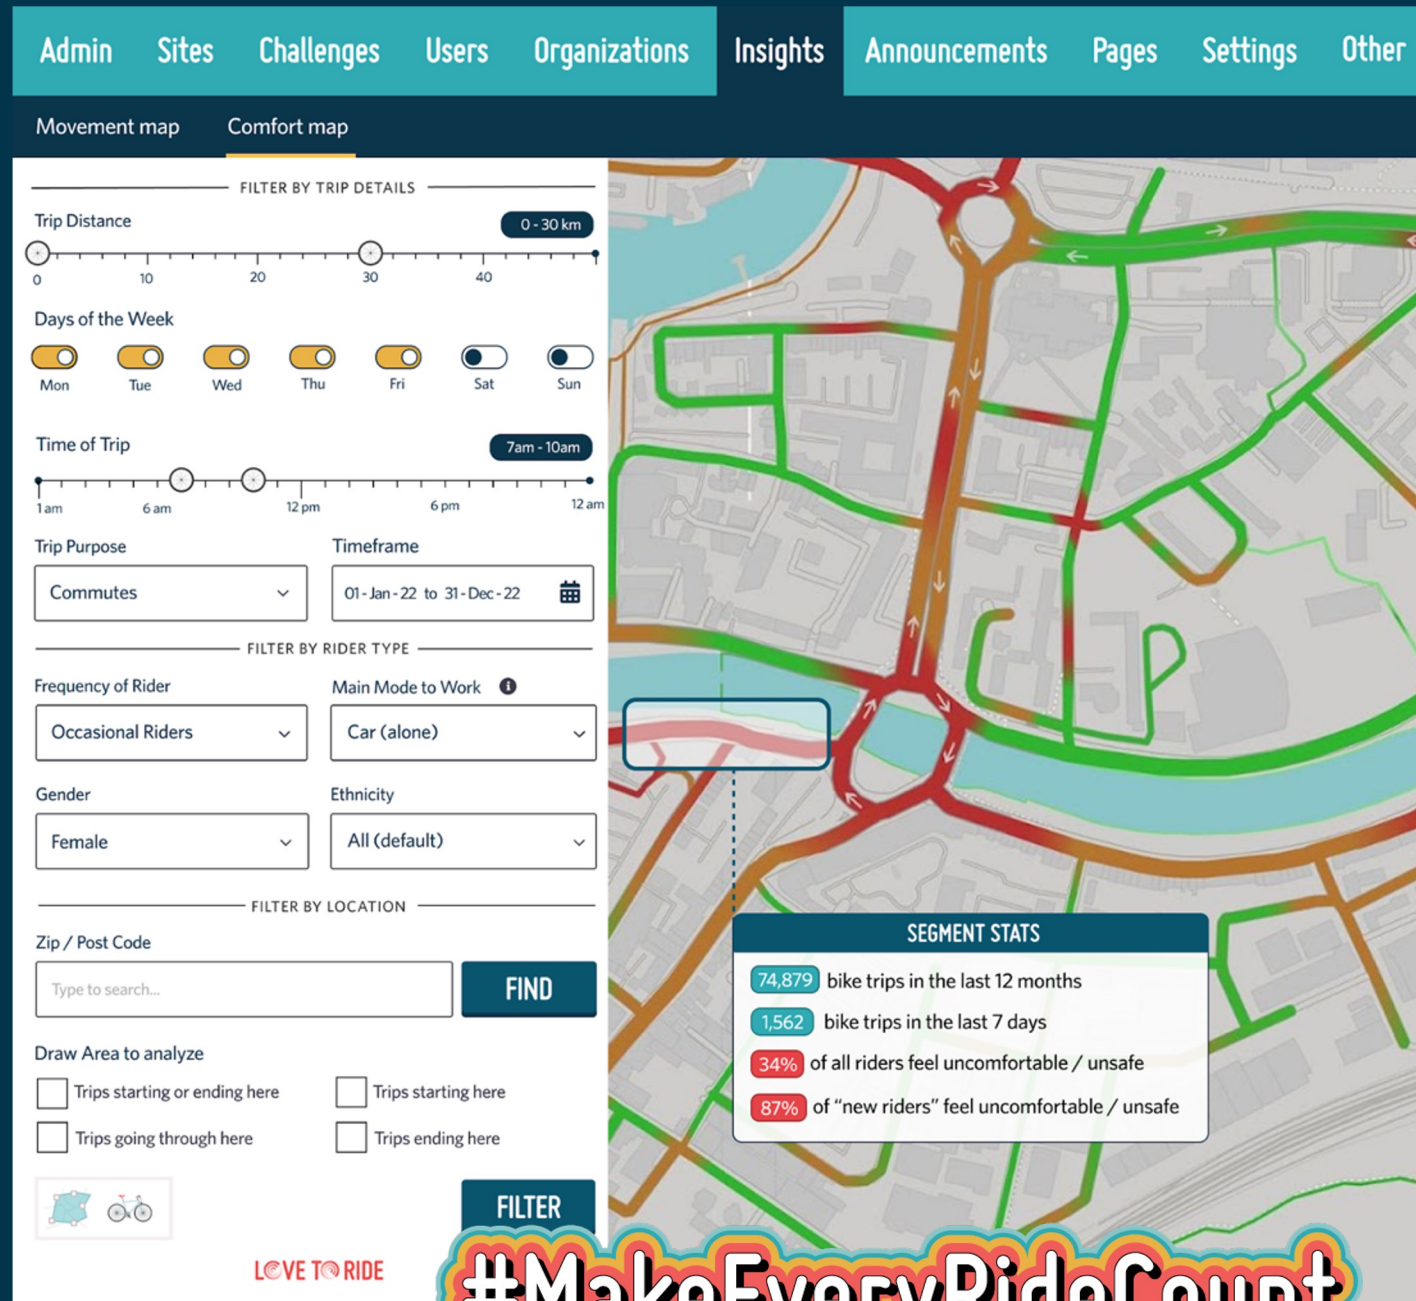 Admin Sites Challenges Users Organizations Insights Announcements Pages Settings Other
Movement map Comfort map
FILTER BY TRIP DETAILS
Trip Distance 0 - 30 km
0 10 20 30 40
Days of the Week
Mon Tue Wed Thu Fri Sat Sun
Time of Trip 7am - 10am
1 am 6 am 12 pm 6 pm 12 am
Trip Purpose Timeframe
Commutes 01 - Jan - 22 to 31 - Dec - 22
FILTER BY RIDER TYPE
Frequency of Rider Main Mode to Work i
Occasional Riders Car (alone)
Gender Ethnicity
Female All (default)
FILTER BY LOCATION
Zip / Post Code
Type to search... FIND
Draw Area to analyze
Trips starting or ending here Trips starting here
Trips going through here Trips ending here
FILTER
LOVE TO RIDE
SEGMENT STATS
74,879 bike trips in the last 12 months
1,562 bike trips in the last 7 days
34% of all riders feel uncomfortable / unsafe
87% of “new riders” feel uncomfortable / unsafe
#MakeEveryRideCount